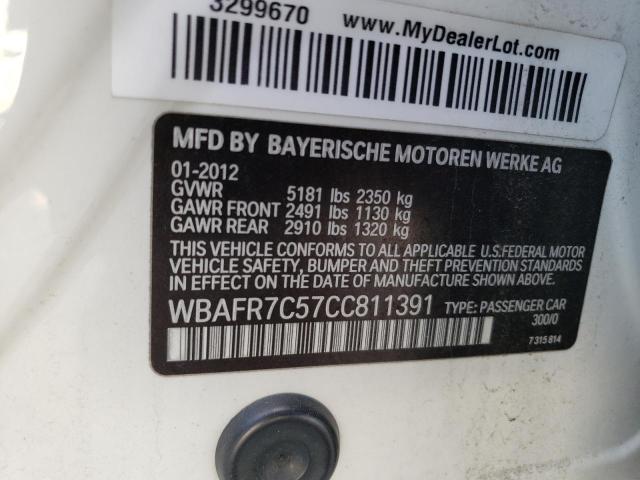 3299670 www.MyDealerLot.com
MFD BY BAYERISCHE MOTOREN WERKE AG
01-2012
GVWR 5181 lbs 2350 kg
GAWR FRONT 2491 lbs 1130 kg
GAWR REAR 2910 lbs 1320 kg
THIS VEHICLE CONFORMS TO ALL APPLICABLE U.S.FEDERAL MOTOR
VEHICLE SAFETY, BUMPER AND THEFT PREVENTION STANDARDS
IN EFFECT ON THE DATE OF MANUFACTURE SHOWN ABOVE.
WBAFR7C57CC811391 TYPE: PASSENGER CAR
300/0
7 315 814